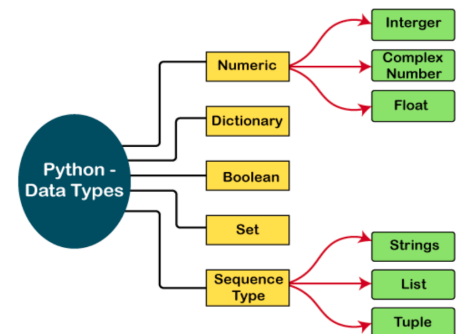 Python -
Data Types
Numeric
Dictionary
Boolean
Set
Sequence
Type
Interger
Complex
Number
Float
Strings
List
Tuple